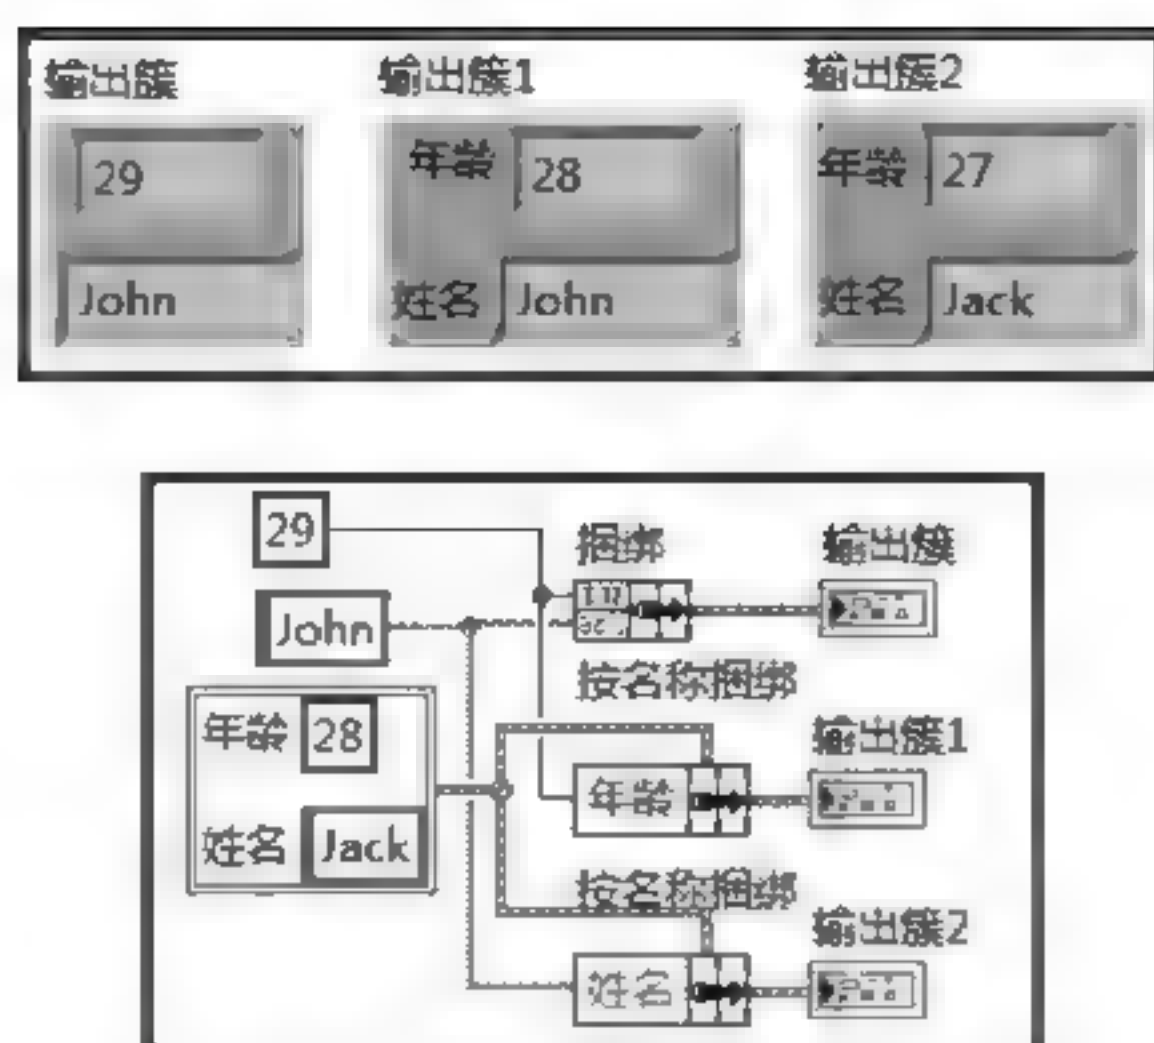 输出簇 输出簇1 输出簇2
29 年龄 28 年龄 27
John 姓名 John 姓名 Jack
29 捆绑 输出簇
John
按名称捆绑
年龄 28 输出簇1
年龄
姓名 Jack
按名称捆绑
输出簇2
姓名